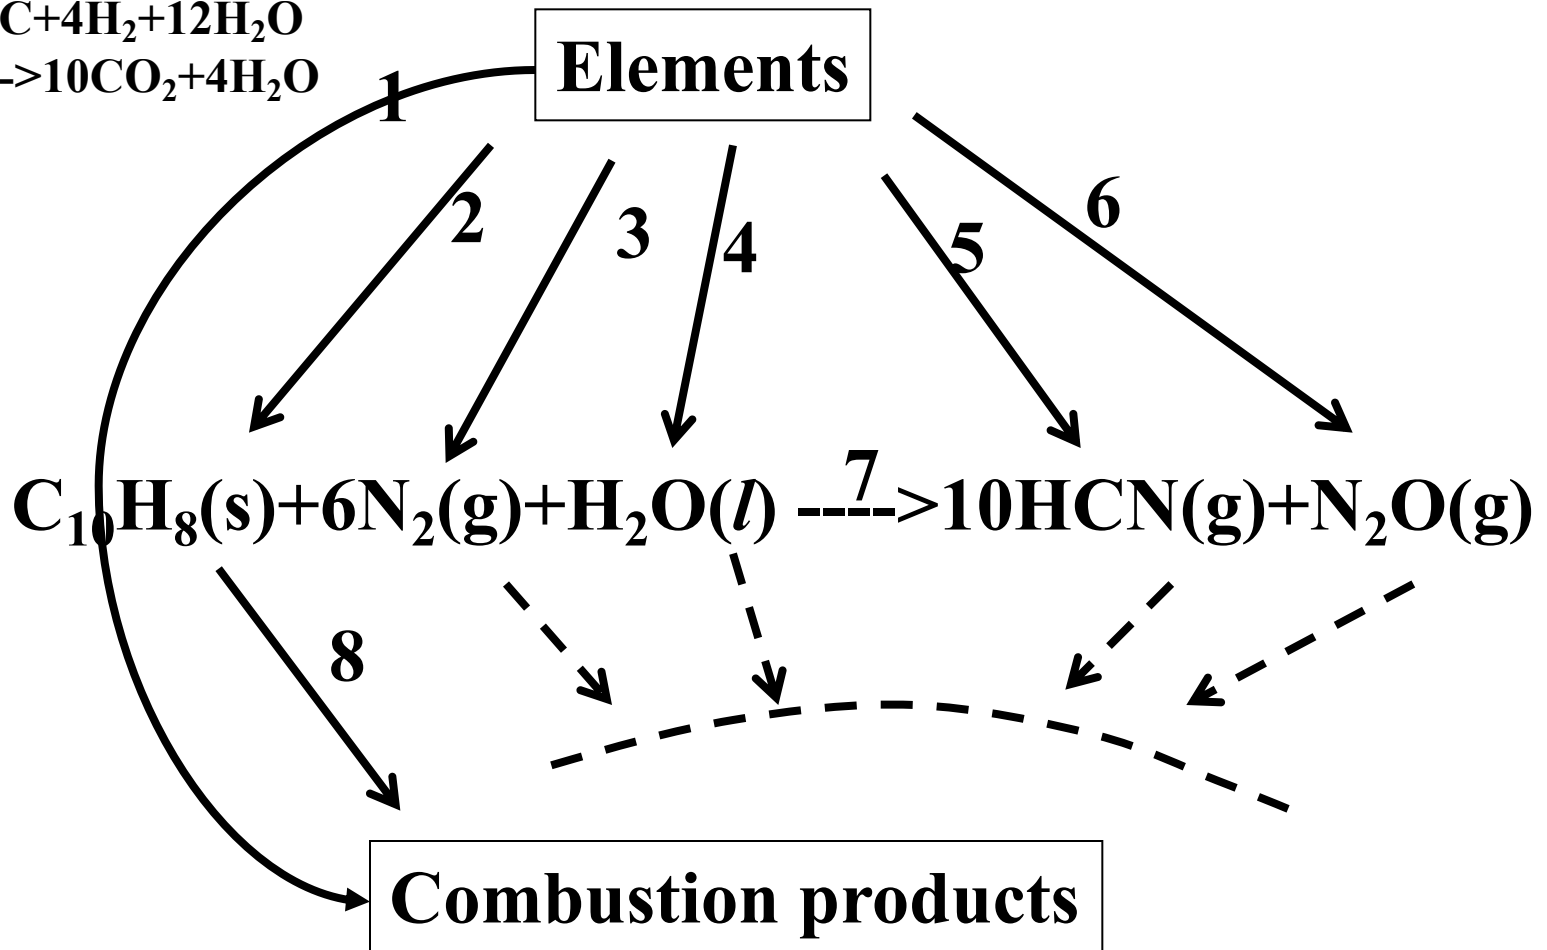 C+4H₂+12H₂O
->10CO₂+4H₂O
Elements
1
2
3
4
5
6
7
C₁₀H₈(s)+6N₂(g)+H₂O(l) ---->10HCN(g)+N₂O(g)
8
Combustion products